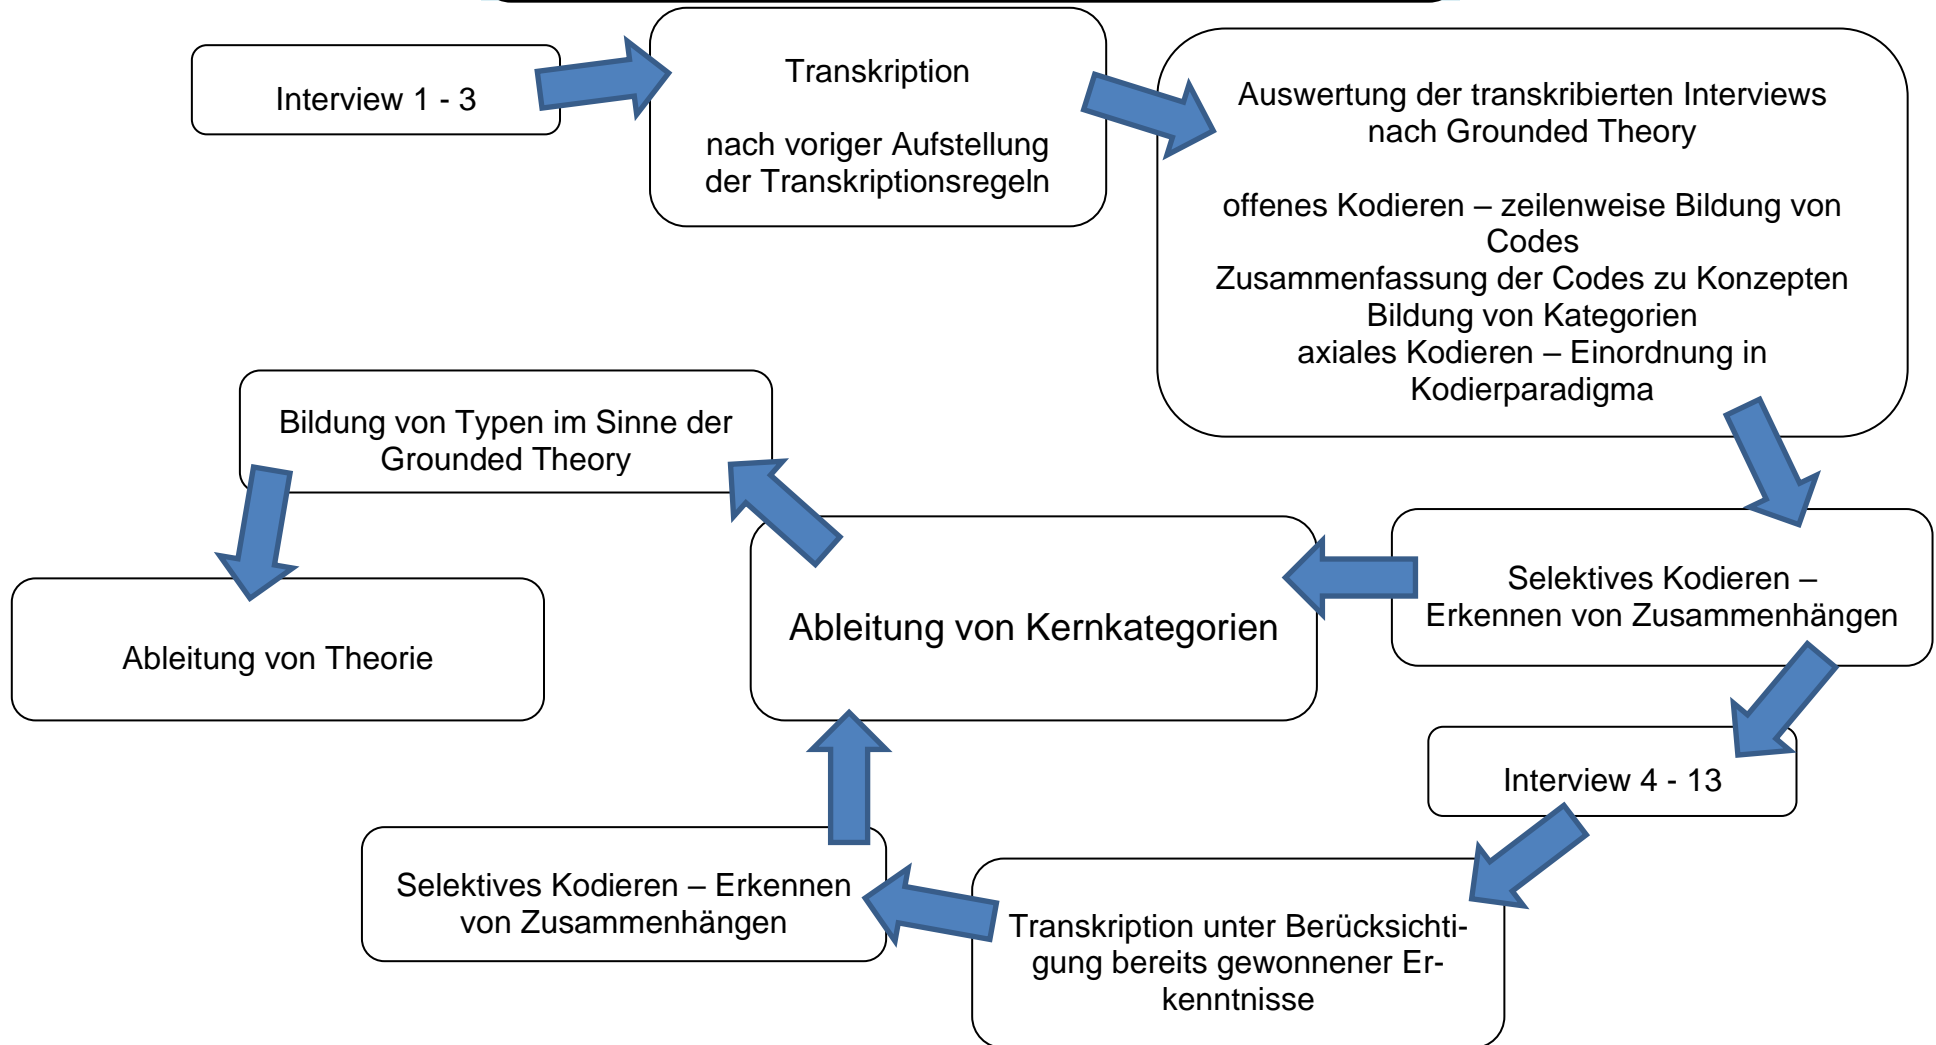 Interview 1 - 3
Transkription
nach voriger Aufstellung
der Transkriptionsregeln
Auswertung der transkribierten Interviews
nach Grounded Theory
offenes Kodieren – zeilenweise Bildung von
Codes
Zusammenfassung der Codes zu Konzepten
Bildung von Kategorien
axiales Kodieren – Einordnung in
Kodierparadigma
Selektives Kodieren –
Erkennen von Zusammenhängen
Interview 4 - 13
Transkription unter Berücksichti-
gung bereits gewonnener Er-
kenntnisse
Selektives Kodieren – Erkennen
von Zusammenhängen
Ableitung von Kernkategorien
Bildung von Typen im Sinne der
Grounded Theory
Ableitung von Theorie